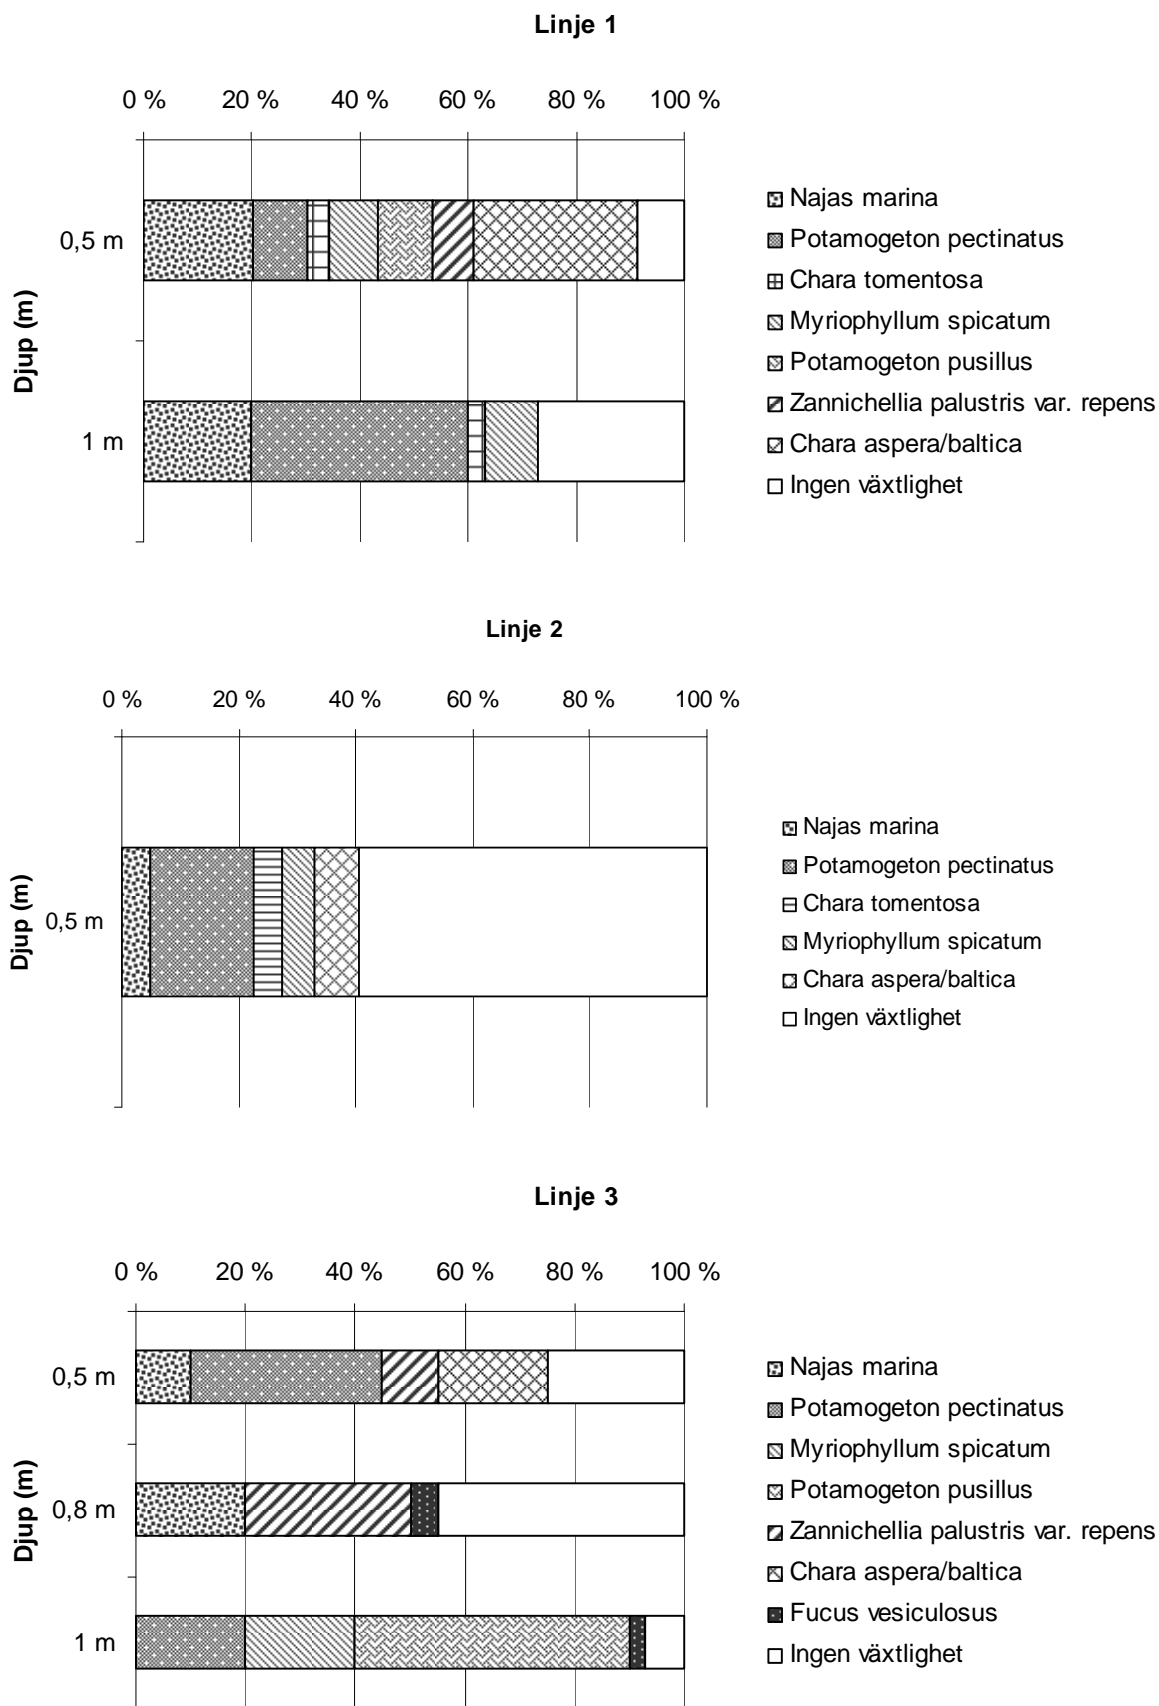 Linje 1
0 % 20 % 40 % 60 % 80 % 100 %
Djup (m)
0,5 m
1 m
Najas marina
Potamogeton pectinatus
Chara tomentosa
Myriophyllum spicatum
Potamogeton pusillus
Zannichellia palustris var. repens
Chara aspera/baltica
Ingen växtlighet
Linje 2
0 % 20 % 40 % 60 % 80 % 100 %
Djup (m)
0,5 m
Najas marina
Potamogeton pectinatus
Chara tomentosa
Myriophyllum spicatum
Chara aspera/baltica
Ingen växtlighet
Linje 3
0 % 20 % 40 % 60 % 80 % 100 %
Djup (m)
0,5 m
0,8 m
1 m
Najas marina
Potamogeton pectinatus
Myriophyllum spicatum
Potamogeton pusillus
Zannichellia palustris var. repens
Chara aspera/baltica
Fucus vesiculosus
Ingen växtlighet